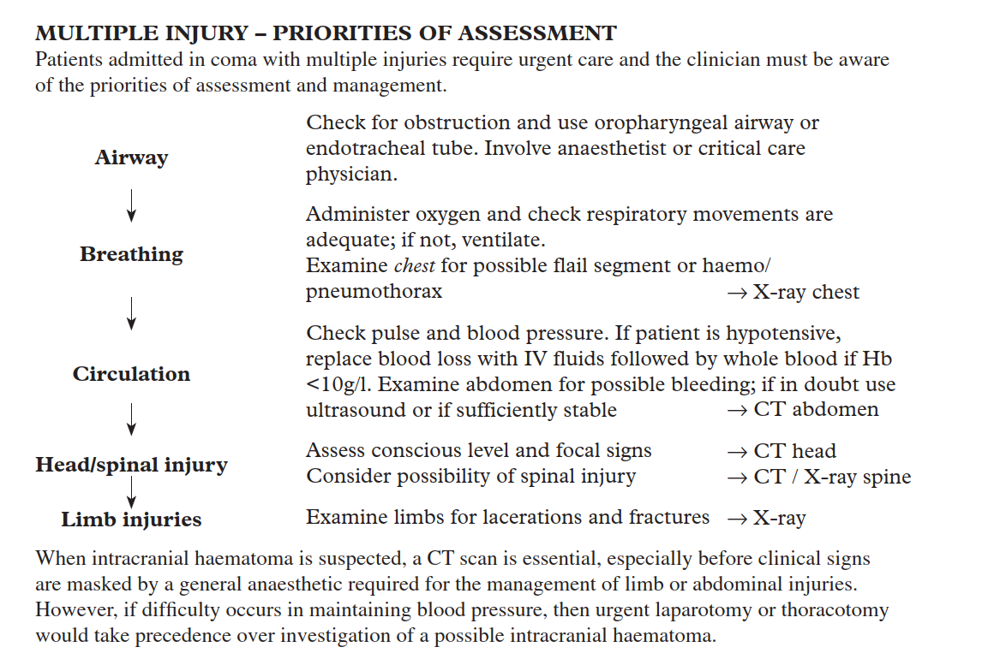 MULTIPLE INJURY – PRIORITIES OF ASSESSMENT
Patients admitted in coma with multiple injuries require urgent care and the clinician must be aware
of the priorities of assessment and management.
Airway
Check for obstruction and use oropharyngeal airway or
endotracheal tube. Involve anaesthetist or critical care
physician.
Breathing
Administer oxygen and check respiratory movements are
adequate; if not, ventilate.
Examine chest for possible flail segment or haemo/
pneumothorax → X-ray chest
Circulation
Check pulse and blood pressure. If patient is hypotensive,
replace blood loss with IV fluids followed by whole blood if Hb
<10g/l. Examine abdomen for possible bleeding; if in doubt use
ultrasound or if sufficiently stable → CT abdomen
Head/spinal injury
Assess conscious level and focal signs → CT head
Consider possibility of spinal injury → CT / X-ray spine
Limb injuries
Examine limbs for lacerations and fractures → X-ray
When intracranial haematoma is suspected, a CT scan is essential, especially before clinical signs
are masked by a general anaesthetic required for the management of limb or abdominal injuries.
However, if difficulty occurs in maintaining blood pressure, then urgent laparotomy or thoracotomy
would take precedence over investigation of a possible intracranial haematoma.